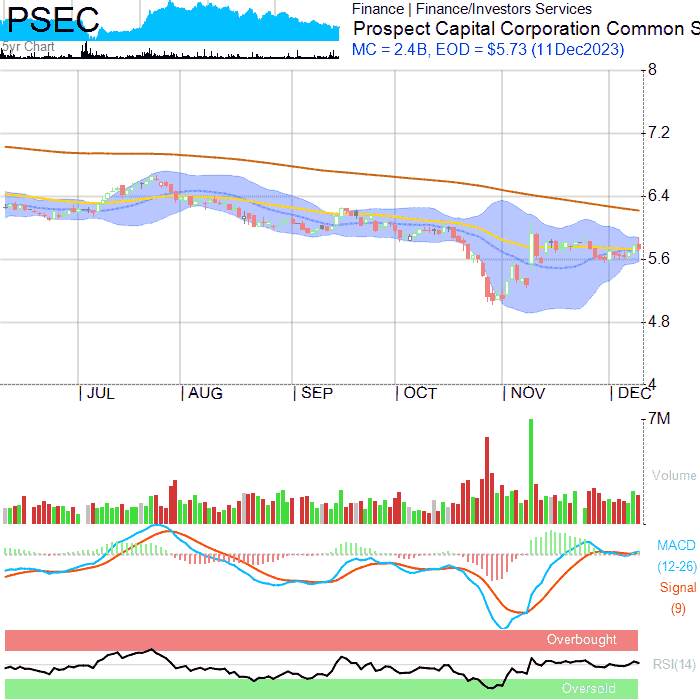 PSEC
5yr Chart
Finance | Finance/Investors Services
Prospect Capital Corporation Common S
MC = 2.4B, EOD = $5.73 (11Dec2023)
8
7.2
6.4
5.6
4.8
4
| JUL | AUG | SEP | OCT | NOV | DEC
7M
Volume
MACD
(12-26)
Signal
(9)
Overbought
RSI(14)
Oversold